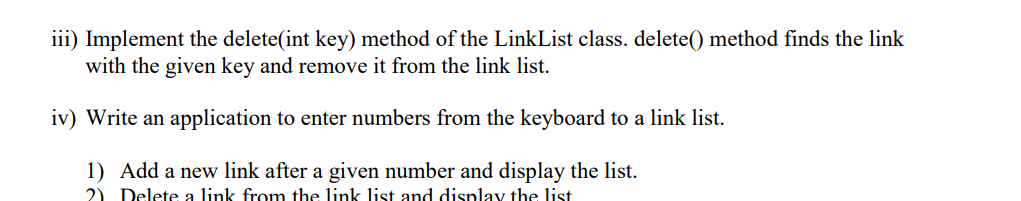 iii) Implement the delete(int key) method of the LinkList class. delete() method finds the link
with the given key and remove it from the link list.
iv) Write an application to enter numbers from the keyboard to a link list.
1) Add a new link after a given number and display the list.
2) Delete a link from the link list and display the list